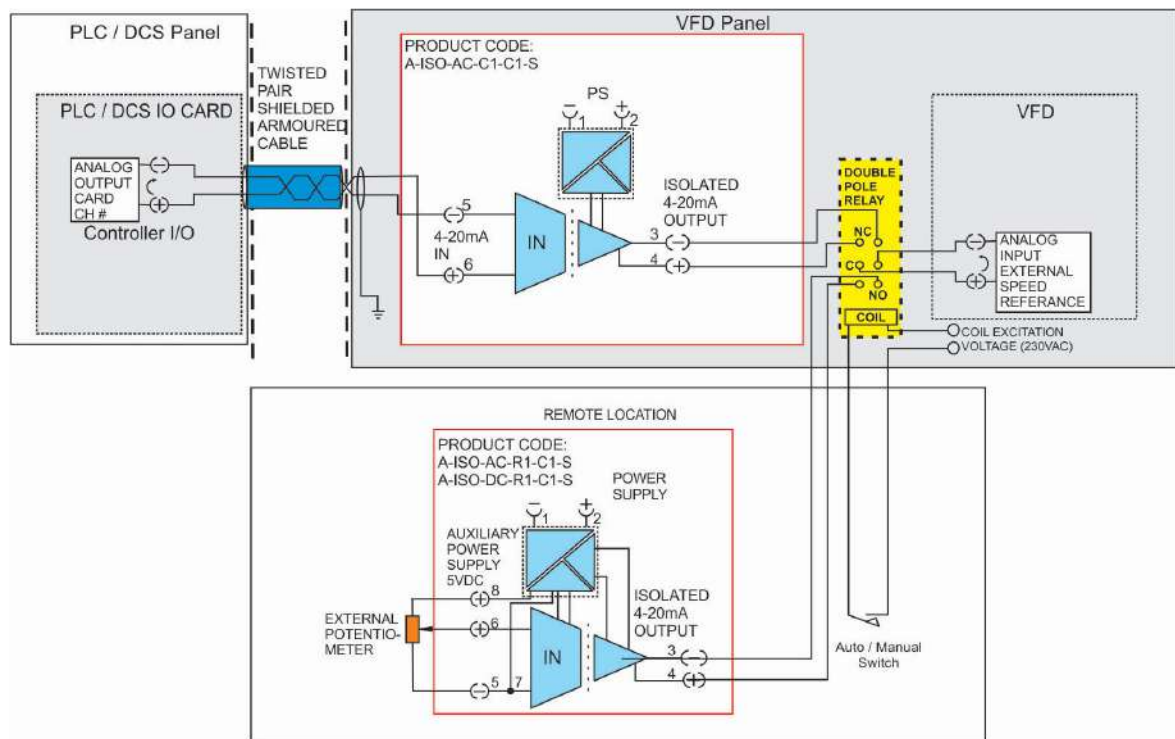 PLC / DCS Panel
PLC / DCS IO CARD
ANALOG
OUTPUT
CARD
CH #
Controller I/O
TWISTED
PAIR
SHIELDED
ARMOURED
CABLE
VFD Panel
PRODUCT CODE:
A-ISO-AC-C1-C1-S
PS
1
2
5
4-20mA
IN
6
IN
ISOLATED
4-20mA
OUTPUT
3
4
DOUBLE
POLE
RELAY
NC
C
NO
COIL
VFD
ANALOG
INPUT
EXTERNAL
SPEED
REFERANCE
COIL EXCITATION
VOLTAGE (230VAC)
REMOTE LOCATION
PRODUCT CODE:
A-ISO-AC-R1-C1-S
A-ISO-DC-R1-C1-S
POWER
SUPPLY
1
2
AUXILIARY
POWER
SUPPLY
5VDC
8
EXTERNAL
POTENTIO-
METER
6
5
7
IN
ISOLATED
4-20mA
OUTPUT
3
4
Auto / Manual
Switch